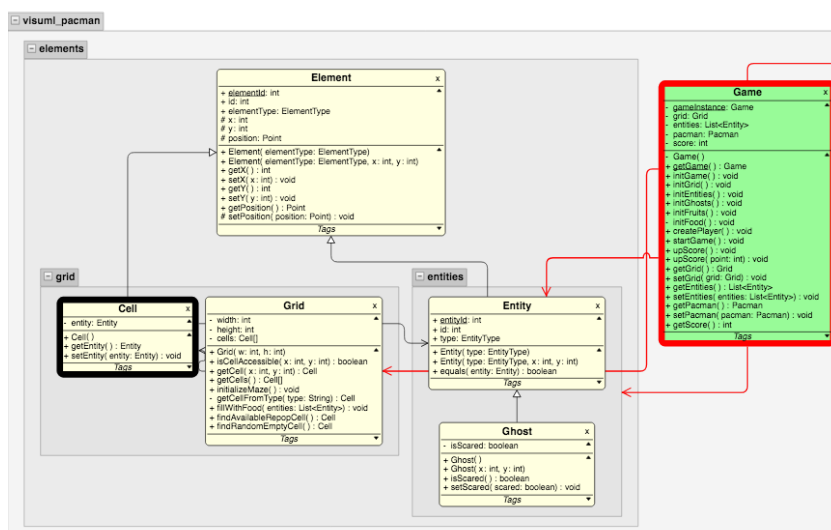 visuml_pacman
elements
Element x
+ elementId: int
+ id: int
+ elementType: ElementType
# x: int
# y: int
# position: Point
+ Element( elementType: ElementType)
+ Element( elementType: ElementType, x: int, y: int)
+ getX( ) : int
+ setX( x: int) : void
+ getY( ) : int
+ setY( y: int) : void
+ getPosition( ) : Point
# setPosition( position: Point) : void
Tags
Game x
- gameInstance: Game
- grid: Grid
- entities: List<Entity>
- pacman: Pacman
- score: int
- Game( )
+ getGame( ) : Game
+ initGame( ) : void
+ initGrid( ) : void
+ initEntities( ) : void
+ initGhosts( ) : void
+ initFruits( ) : void
- initFood( ) : void
+ createPlayer( ) : void
+ startGame( ) : void
+ upScore( ) : void
+ upScore( point: int) : void
+ getGrid( ) : Grid
+ setGrid( grid: Grid) : void
+ getEntities( ) : List<Entity>
+ setEntities( entities: List<Entity>) : void
+ getPacman( ) : Pacman
+ setPacman( pacman: Pacman) : void
+ getScore( ) : int
Tags
grid
Cell x
- entity: Entity
+ Cell( )
+ getEntity( ) : Entity
+ setEntity( entity: Entity) : void
Tags
Grid x
- width: int
- height: int
- cells: Cell[]
+ Grid( w: int, h: int)
+ isCellAccessible( x: int, y: int) : boolean
+ getCell( x: int, y: int) : Cell
+ getCells( ) : Cell[]
+ initializeMaze( ) : void
- getCellFromType( type: String) : Cell
+ fillWithFood( entities: List<Entity>) : void
+ findAvailableRepopCell( ) : Cell
+ findRandomEmptyCell( ) : Cell
Tags
entities
Entity x
+ entityId: int
+ id: int
+ type: EntityType
+ Entity( type: EntityType)
+ Entity( type: EntityType, x: int, y: int)
+ equals( entity: Entity) : boolean
Tags
Ghost x
- isScared: boolean
+ Ghost( )
+ Ghost( x: int, y: int)
+ isScared( ) : boolean
+ setScared( scared: boolean) : void
Tags